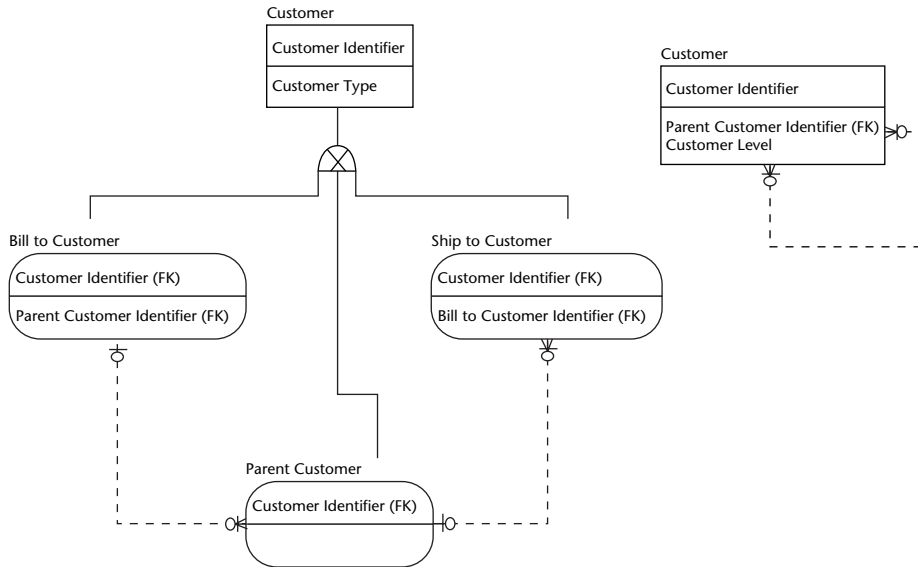 Customer
Customer Identifier
Customer Type
Customer
Customer Identifier
Parent Customer Identifier (FK)
Customer Level
Bill to Customer
Customer Identifier (FK)
Parent Customer Identifier (FK)
Ship to Customer
Customer Identifier (FK)
Bill to Customer Identifier (FK)
Parent Customer
Customer Identifier (FK)